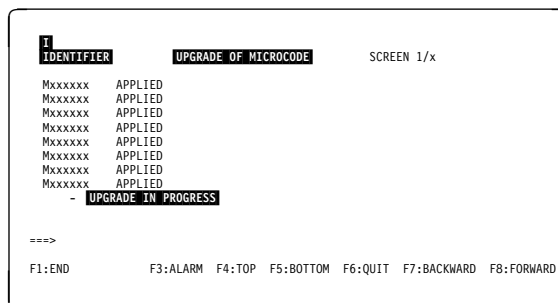 I
IDENTIFIER UPGRADE OF MICROCODE SCREEN 1/x
Mxxxxxx APPLIED
Mxxxxxx APPLIED
Mxxxxxx APPLIED
Mxxxxxx APPLIED
Mxxxxxx APPLIED
Mxxxxxx APPLIED
Mxxxxxx APPLIED
Mxxxxxx APPLIED
- UPGRADE IN PROGRESS
===>
F1:END F3:ALARM F4:TOP F5:BOTTOM F6:QUIT F7:BACKWARD F8:FORWARD